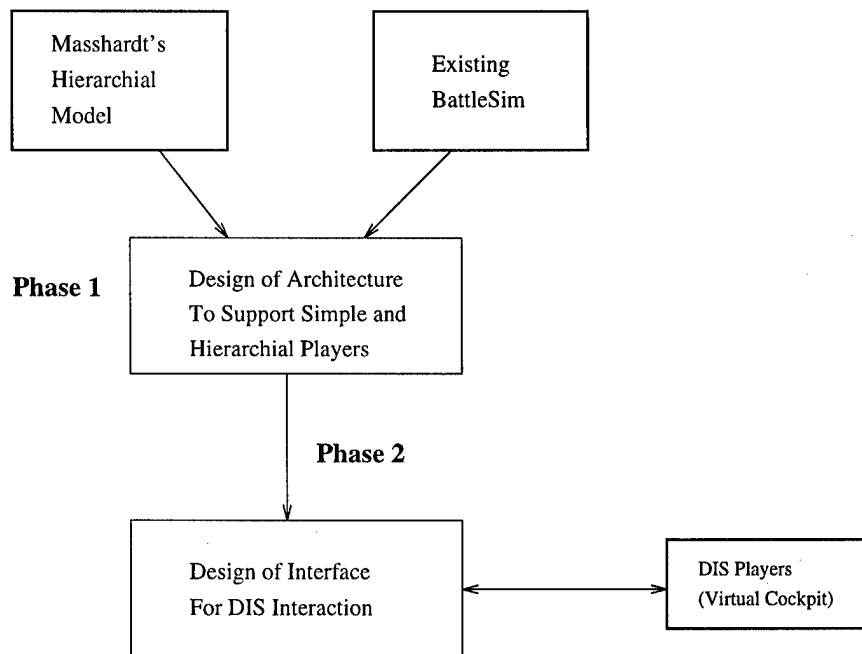 Masshardt's
Hierarchial
Model
Existing
BattleSim
Phase 1
Design of Architecture
To Support Simple and
Hierarchial Players
Phase 2
Design of Interface
For DIS Interaction
DIS Players
(Virtual Cockpit)